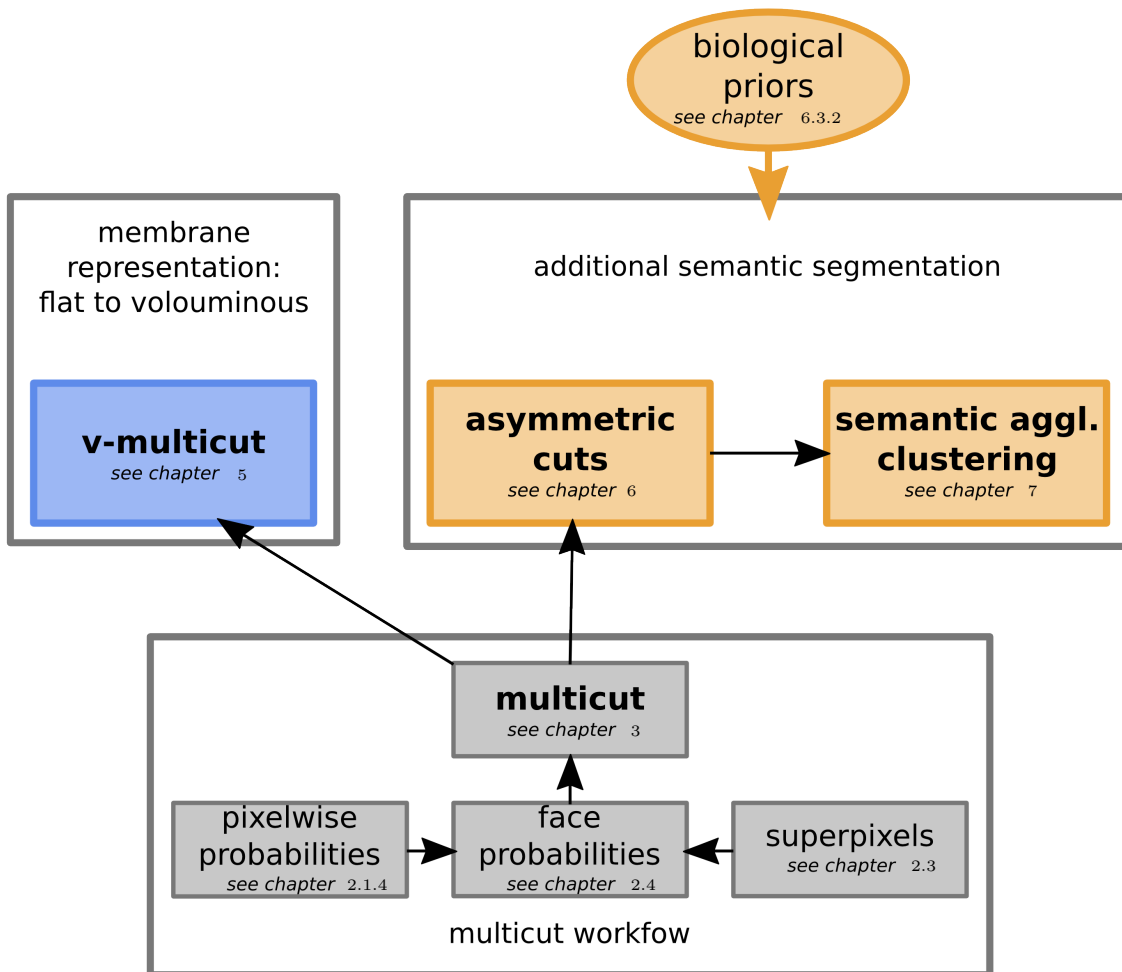 biological
priors
see chapter 6.3.2
membrane
representation:
flat to volouminous
additional semantic segmentation
v-multicut
see chapter 5
asymmetric
cuts
see chapter 6
semantic aggl.
clustering
see chapter 7
multicut
see chapter 3
pixelwise
probabilities
see chapter 2.1.4
face
probabilities
see chapter 2.4
superpixels
see chapter 2.3
multicut workfow